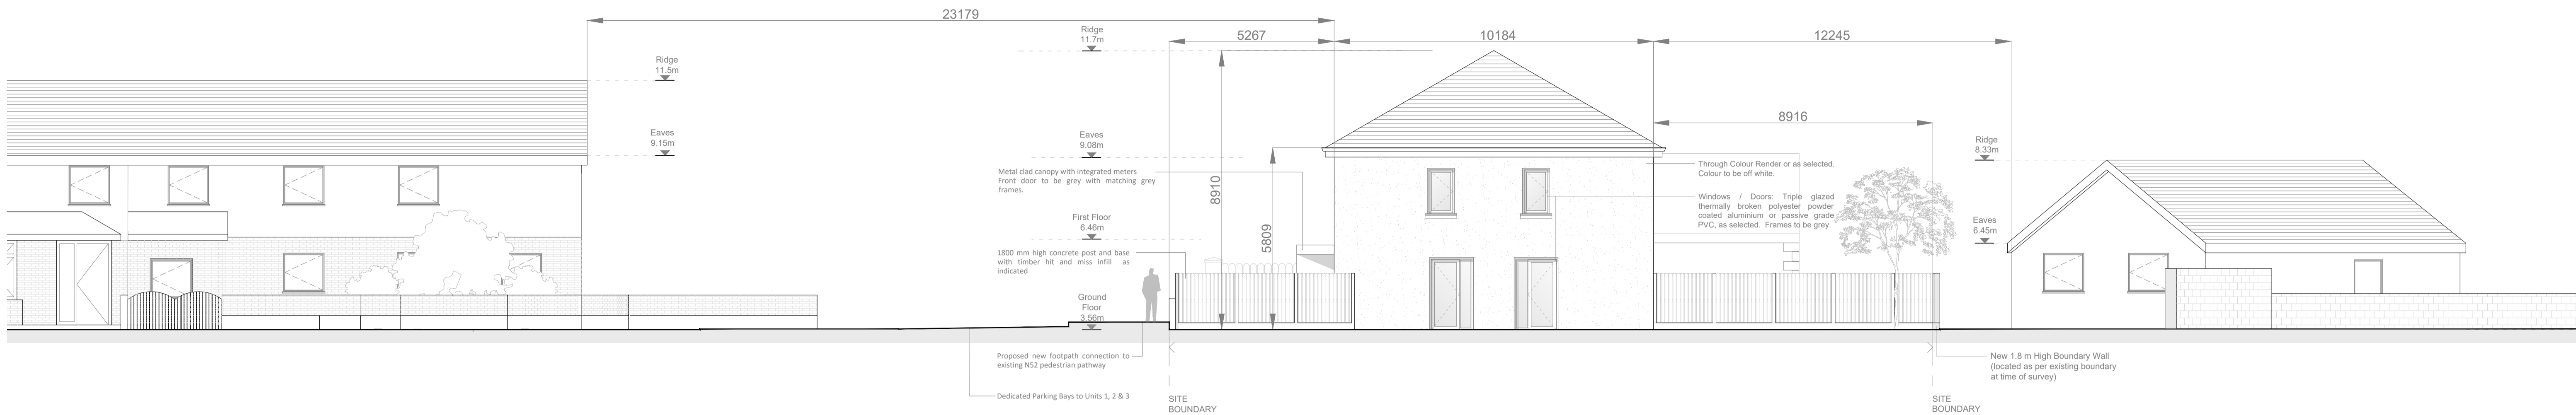 23179
5267
10184
12245
8916
Ridge
11.5m
Eaves
9.15m
Ridge
11.7m
Eaves
9.08m
Metal clad canopy with integrated meters
Front door to be grey with matching grey
frames.
First Floor
6.46m
1800 mm high concrete post and base
with timber hit and miss infill as
indicated
Ground
Floor
3.56m
8910
5809
Through Colour Render or as selected.
Colour to be off white.
Windows / Doors: Triple glazed
thermally broken polyester powder
coated aluminium or passive grade
PVC, as selected. Frames to be grey.
Ridge
8.33m
Eaves
6.45m
Proposed new footpath connection to
existing N52 pedestrian pathway
Dedicated Parking Bays to Units 1, 2 & 3
SITE
BOUNDARY
New 1.8 m High Boundary Wall
(located as per existing boundary
at time of survey)
SITE
BOUNDARY